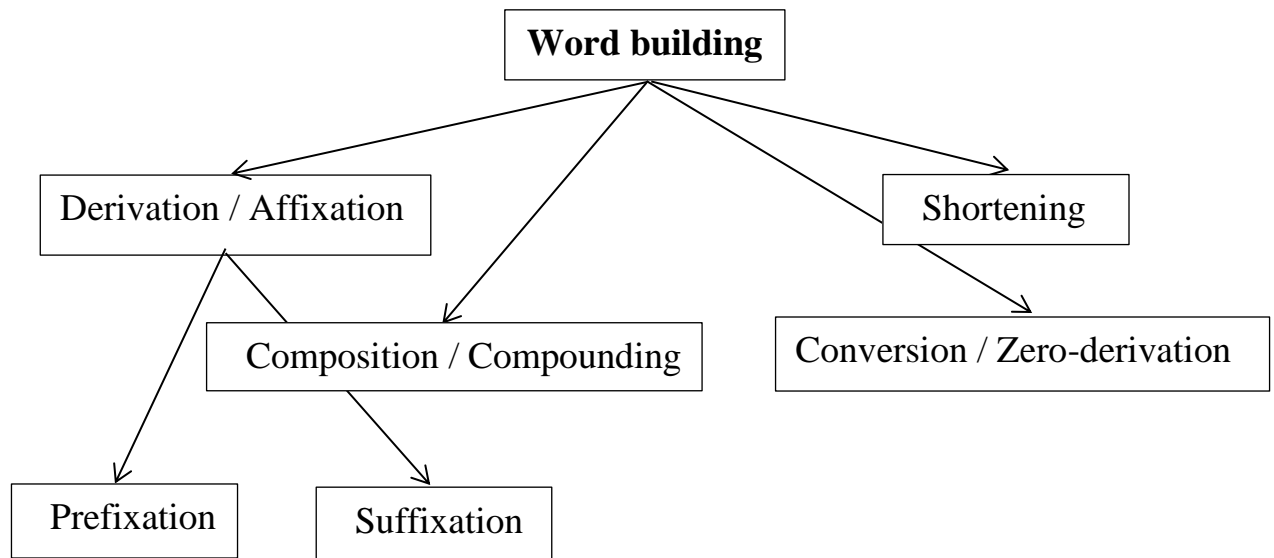 Word building
Derivation / Affixation
Shortening
Composition / Compounding
Conversion / Zero-derivation
Prefixation
Suffixation